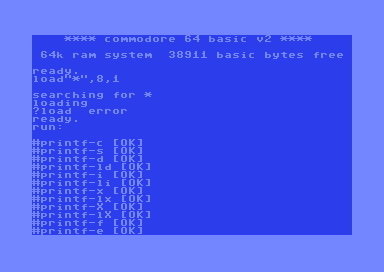 **** commodore 64 basic v2 ****
64k ram system  38911 basic bytes free
ready.
load"*",8,1
searching for *
loading
?load  error
ready.
run:
#printf-c [OK]
#printf-s [OK]
#printf-d [OK]
#printf-ld [OK]
#printf-i [OK]
#printf-li [OK]
#printf-x [OK]
#printf-lx [OK]
#printf-X [OK]
#printf-lX [OK]
#printf-f [OK]
#printf-e [OK]